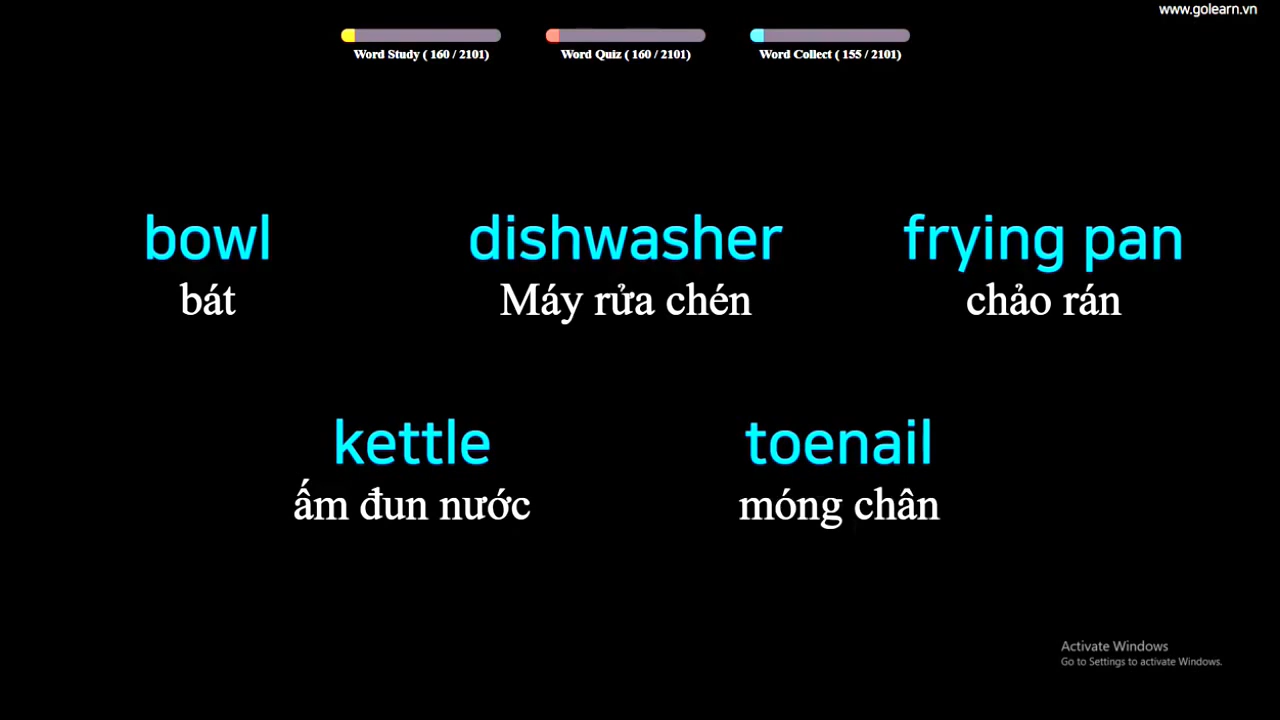 www.golearn.vn
Word Study ( 160 / 2101) Word Quiz ( 160 / 2101) Word Collect ( 155 / 2101)
bowl dishwasher frying pan
bát Máy rửa chén chảo rán
kettle toenail
ấm đun nước móng chân
Activate Windows
Go to Settings to activate Windows.